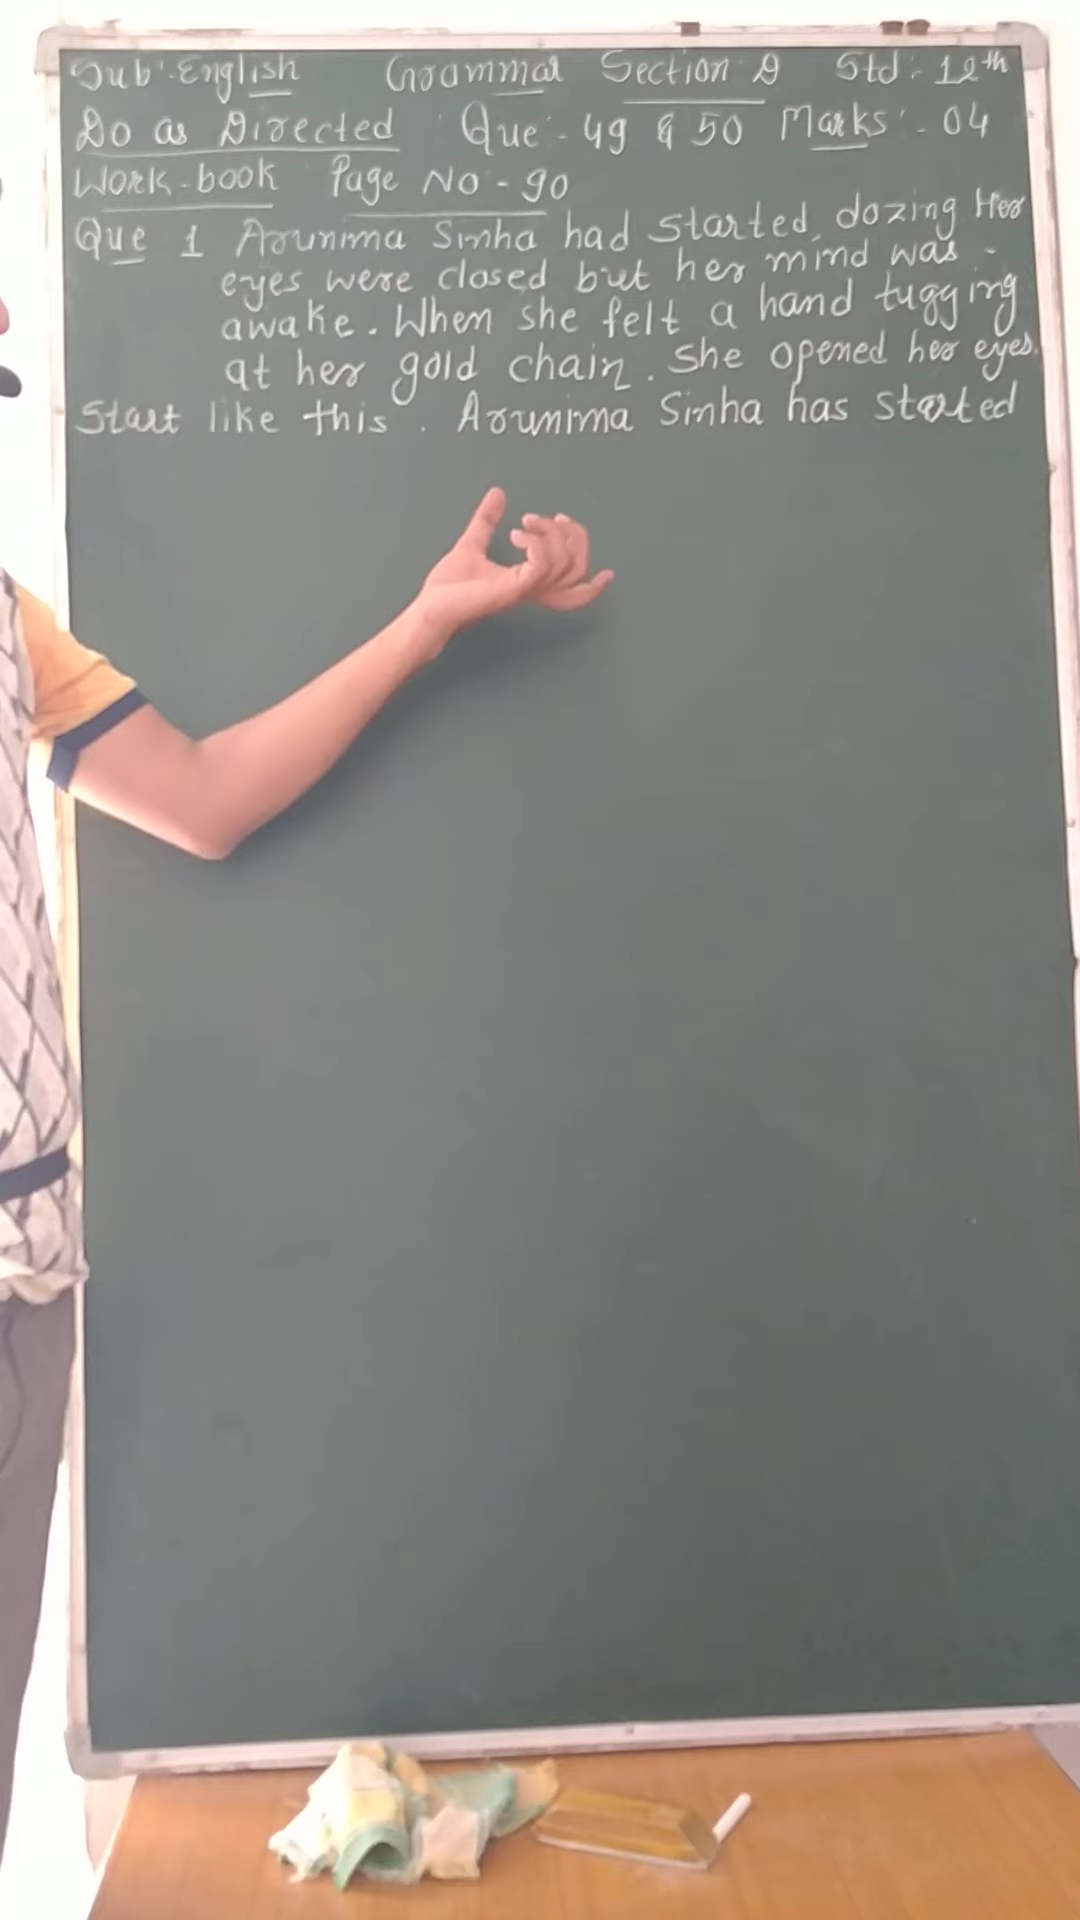 Sub:-English Grammar Section D Std:- 12th
Do as Directed Que:- 49 & 50 Marks:- 04
Work-book Page No - 90
Que 1 Arunima Sinha had started, dozing Her
eyes were closed but her mind was
awake. When she felt a hand tugging
at her gold chain. She opened her eyes.
Start like this. Arunima Sinha has started